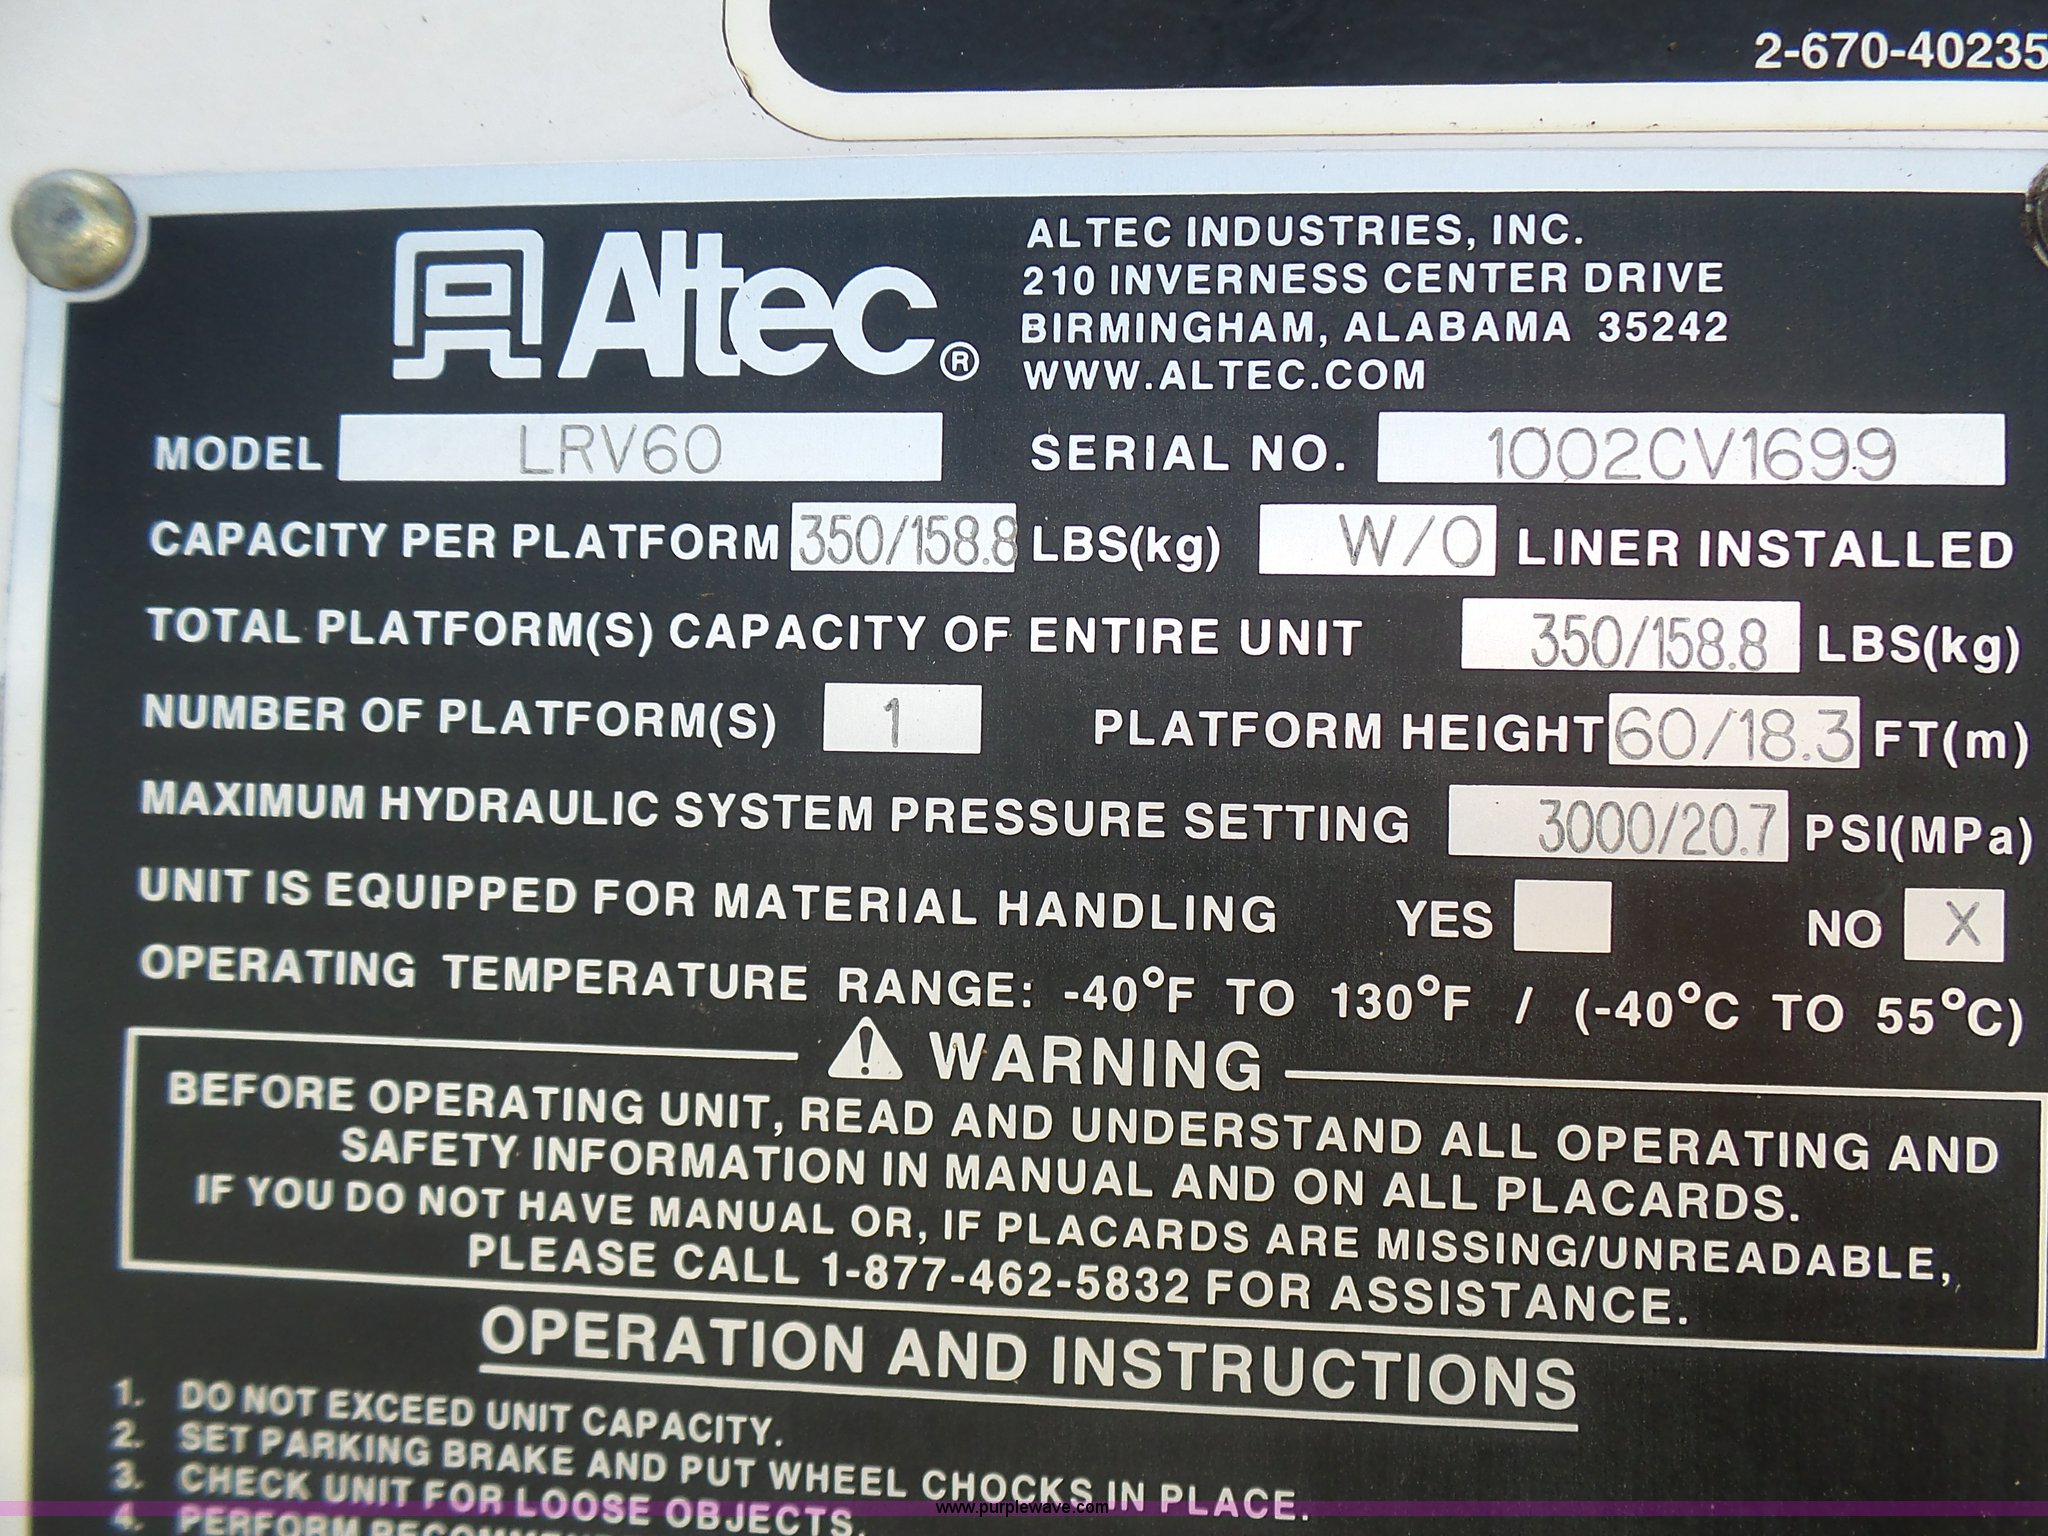 2-670-40235
Altec®
ALTEC INDUSTRIES, INC.
210 INVERNESS CENTER DRIVE
BIRMINGHAM, ALABAMA 35242
WWW.ALTEC.COM
MODEL LRV60 SERIAL NO. 1002CV1699
CAPACITY PER PLATFORM 350/158.8 LBS(kg) W/O LINER INSTALLED
TOTAL PLATFORM(S) CAPACITY OF ENTIRE UNIT 350/158.8 LBS(kg)
NUMBER OF PLATFORM(S) 1 PLATFORM HEIGHT 60/18.3 FT(m)
MAXIMUM HYDRAULIC SYSTEM PRESSURE SETTING 3000/20.7 PSI(MPa)
UNIT IS EQUIPPED FOR MATERIAL HANDLING YES NO X
OPERATING TEMPERATURE RANGE: -40°F TO 130°F / (-40°C TO 55°C)
WARNING
BEFORE OPERATING UNIT, READ AND UNDERSTAND ALL OPERATING AND
SAFETY INFORMATION IN MANUAL AND ON ALL PLACARDS.
IF YOU DO NOT HAVE MANUAL OR, IF PLACARDS ARE MISSING/UNREADABLE,
PLEASE CALL 1-877-462-5832 FOR ASSISTANCE.
OPERATION AND INSTRUCTIONS
1. DO NOT EXCEED UNIT CAPACITY.
2. SET PARKING BRAKE AND PUT WHEEL CHOCKS IN PLACE.
3. CHECK UNIT FOR LOOSE OBJECTS.
4. PERFORM
www.purplewave.com